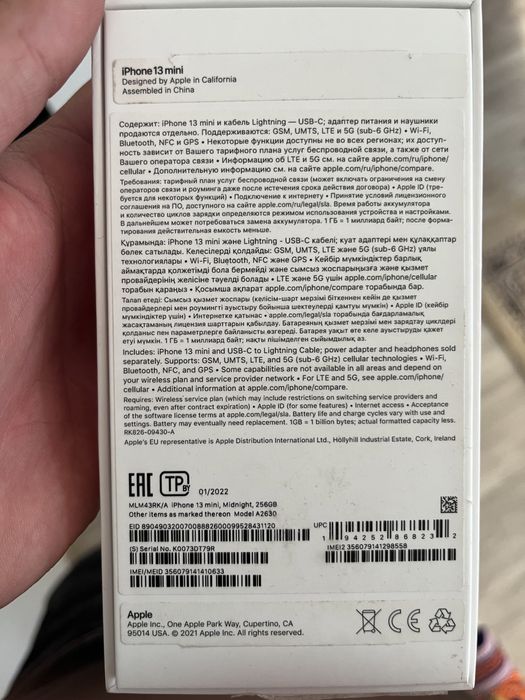 iPhone 13 mini
Designed by Apple in California
Assembled in China
Содержит: iPhone 13 mini и кабель Lightning — USB-C; адаптер питания и наушники
продаются отдельно. Поддерживаются: GSM, UMTS, LTE и 5G (sub-6 GHz) • Wi-Fi,
Bluetooth, NFC и GPS • Некоторые функции доступны не во всех регионах; их доступ-
ность зависит от Вашего тарифного плана услуг беспроводной связи, а также от сети
Вашего оператора связи • Информацию об LTE и 5G см. на сайте apple.com/ru/iphone/
cellular • Дополнительную информацию см. на сайте apple.com/ru/iphone/compare.
Требования: тарифный план услуг беспроводной связи (может включать ограничения на смену
операторов связи и роуминга даже после истечения срока действия договора) • Apple ID (тре-
буется для некоторых функций) • Подключение к интернету • Принятие условий лицензионного
соглашения на ПО, доступного на сайте apple.com/ru/legal/sla. Время работы аккумулятора
и количество циклов зарядки определяются режимом использования устройства и настройками.
В дальнейшем может потребоваться замена аккумулятора. 1 ГБ = 1 миллиард байт; после форма-
тирования действительная емкость меньше.
Құрамында: iPhone 13 mini және Lightning - USB-C кабелі; қуат адаптері мен құлаққаптар
бөлек сатылады. Келесілерді қолдайды: GSM, UMTS, LTE және 5G (sub-6 GHz) ұялы
технологиялары • Wi-Fi, Bluetooth, NFC және GPS • Кейбір мүмкіндіктер барлық
аймақтарда қолжетімді бола бермейді және сымсыз жоспарыңызға және қызмет
провайдерінің желісіне тәуелді болады • LTE және 5G үшін apple.com/iphone/cellular
торабын қараңыз • Қосымша ақпарат apple.com/iphone/compare торабында бар.
Талап етеді: Сымсыз қызмет жоспары (келісім-шарт мерзімі біткеннен кейін де қызмет
провайдерлері мен роумингті ауыстыру бойынша шектеулерді қамтуы мүмкін) • Apple ID (кейбір
мүмкіндіктер үшін) • Интернетке қатынас • apple.com/legal/sla торабында бағдарламалық
жасақтаманың лицензия шарттарын қабылдау. Батареяның қызмет мерзімі мен зарядтау циклдері
қолданыс пен параметрлерге байланысты өзгереді. Батарея уақыт өте келе ауыстыруды қажет
етуі мүмкін. 1 ГБ = 1 миллиард байт; нақты пішімделген сыйымдылық аз.
Includes: iPhone 13 mini and USB-C to Lightning Cable; power adapter and headphones sold
separately. Supports: GSM, UMTS, LTE, and 5G (sub-6 GHz) cellular technologies • Wi-Fi,
Bluetooth, NFC, and GPS • Some capabilities are not available in all areas and depend on
your wireless plan and service provider network • For LTE and 5G, see apple.com/iphone/
cellular • Additional information at apple.com/iphone/compare.
Requires: Wireless service plan (which may include restrictions on switching service providers and
roaming, even after contract expiration) • Apple ID (for some features) • Internet access • Acceptance
of the software license terms at apple.com/legal/sla. Battery life and charge cycles vary with use and
settings. Battery may eventually need replacement. 1GB = 1 billion bytes; actual formatted capacity less.
RK626-09430-A
Apple's EU representative is Apple Distribution International Ltd., Hollyhill Industrial Estate, Cork, Ireland
EAC TP BY 01/2022
MLM43RK/A iPhone 13 mini, Midnight, 256GB
Other items as marked thereon Model A2630
EID 89049032007008882600099528431120
UPC
1 94252 86823 2
(S) Serial No. K0073DT79R
IMEI2 356079141298558
IMEI/MEID 356079141410633
Apple
Apple Inc., One Apple Park Way, Cupertino, CA
95014 USA. © 2021 Apple Inc. All rights reserved.
CE